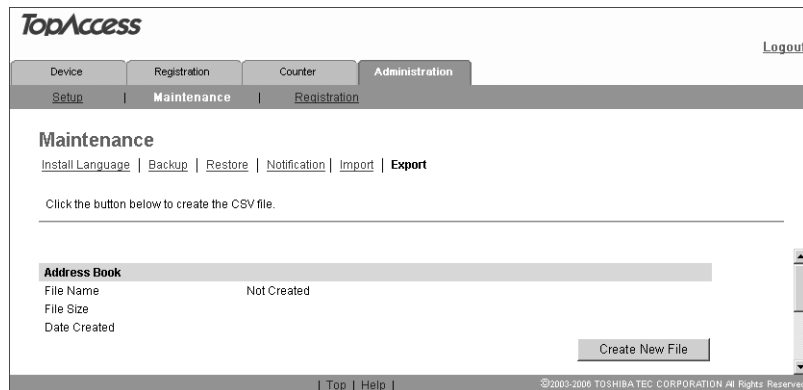 TopAccess
Logout
Device Registration Counter Administration
Setup | Maintenance | Registration
Maintenance
Install Language | Backup | Restore | Notification | Import | Export
Click the button below to create the CSV file.
Address Book
File Name Not Created
File Size
Date Created
Create New File
| Top | Help |
©2003-2006 TOSHIBA TEC CORPORATION All Rights Reserved